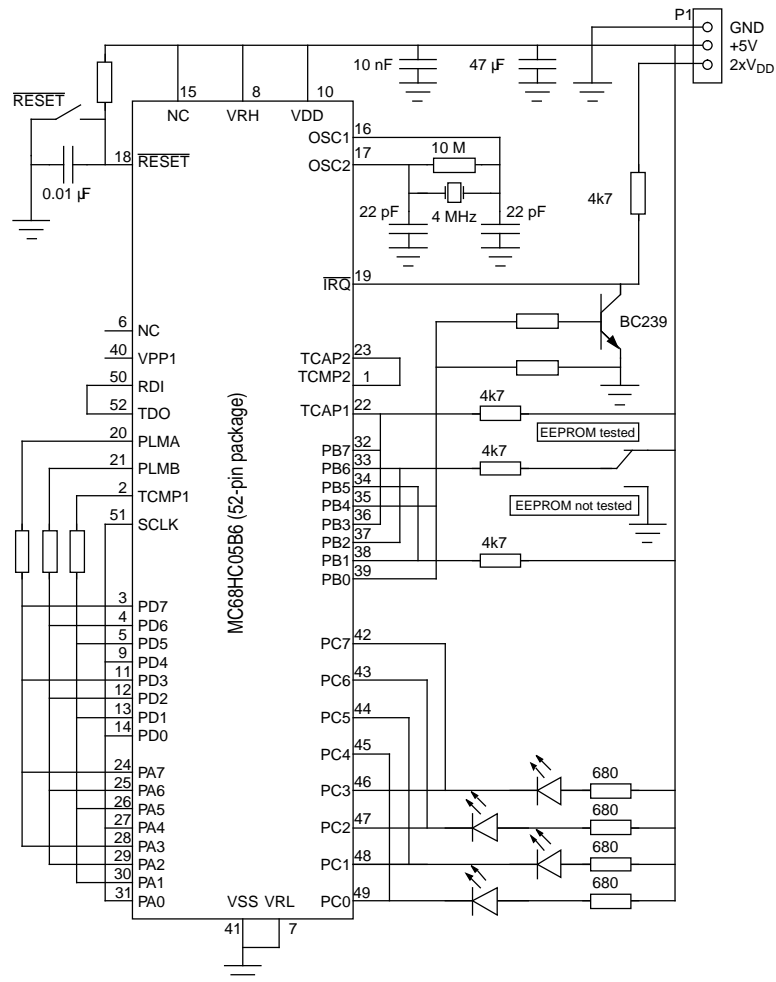 P1
GND
+5V
2xVDD
10 nF
47 µF
15
8
10
NC
VRH
VDD
RESET
18
RESET
0.01 µF
OSC1
16
OSC2
17
10 M
22 pF
4 MHz
22 pF
4k7
IRQ
19
BC239
6
NC
40
VPP1
50
RDI
52
TDO
20
PLMA
21
PLMB
2
TCMP1
51
SCLK
MC68HC05B6 (52-pin package)
TCAP2
23
TCMP2
1
TCAP1
22
4k7
EEPROM tested
PB7
32
PB6
33
4k7
PB5
34
PB4
35
EEPROM not tested
PB3
36
PB2
37
PB1
38
4k7
PB0
39
3
PD7
4
PD6
5
PD5
9
PD4
11
PD3
12
PD2
13
PD1
14
PD0
24
PA7
25
PA6
26
PA5
27
PA4
28
PA3
29
PA2
30
PA1
31
PA0
PC7
42
PC6
43
PC5
44
PC4
45
PC3
46
680
PC2
47
680
PC1
48
680
PC0
49
680
VSS VRL
41
7